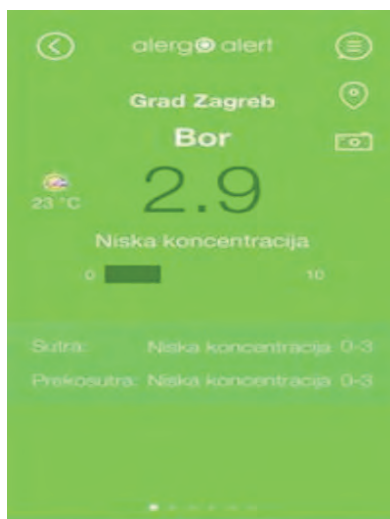 alergo alert
Grad Zagreb
Bor
2.9
23 °C
Niska koncentracija
0 10
Sutra: Niska koncentracija 0-3
Prekosutra: Niska koncentracija 0-3